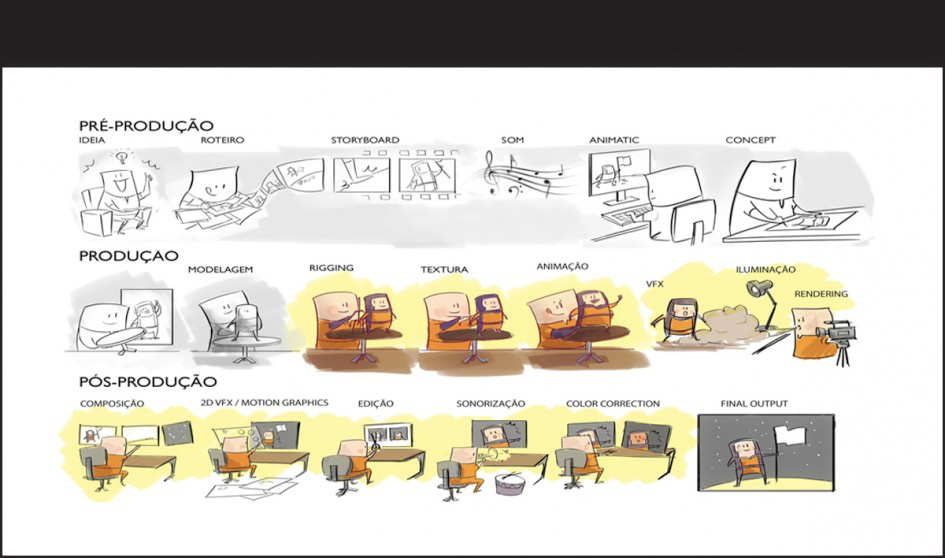 PRÉ-PRODUÇÃO
IDEIA ROTEIRO STORYBOARD SOM ANIMATIC CONCEPT
PRODUÇAO
MODELAGEM RIGGING TEXTURA ANIMAÇÃO VFX ILUMINAÇÃO RENDERING
PÓS-PRODUÇÃO
COMPOSIÇÃO 2D VFX / MOTION GRAPHICS EDIÇÃO SONORIZAÇÃO COLOR CORRECTION FINAL OUTPUT